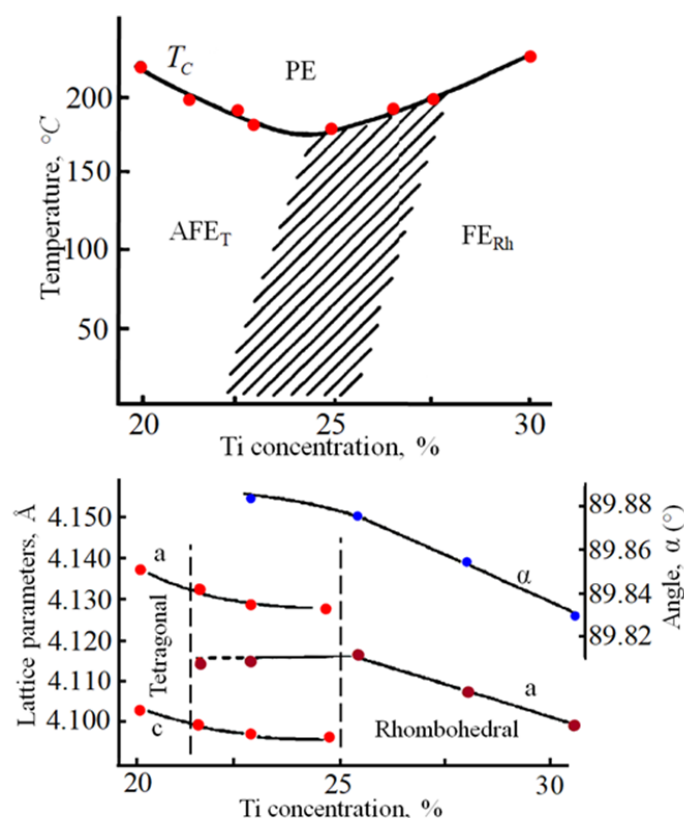 T_C
PE
200
150
100
50
Temperature, °C
AFE_T
FE_Rh
20
25
30
Ti concentration, %
4.150
4.140
4.130
4.120
4.110
4.100
Lattice parameters, Å
a
Tetragonal
c
α
a
Rhombohedral
89.88
89.86
89.84
89.82
Angle, α (°)
20
25
30
Ti concentration, %